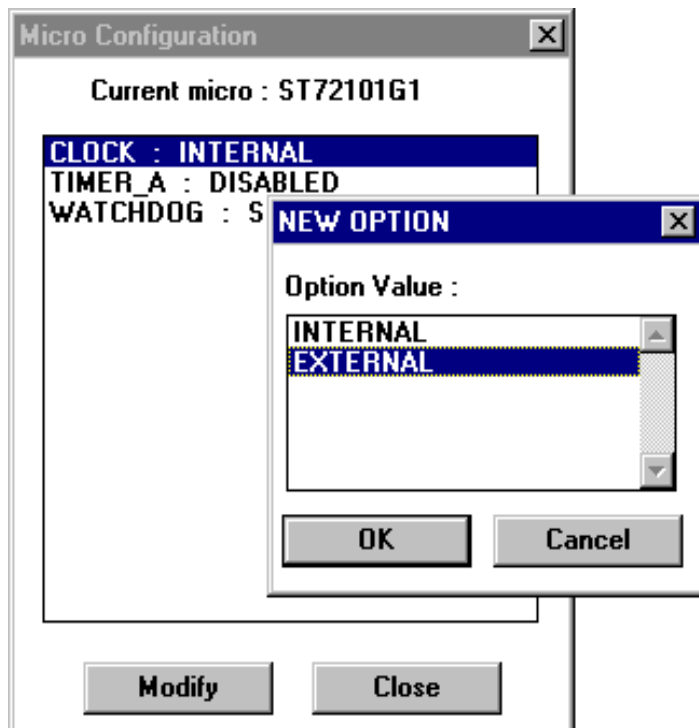 Micro Configuration
Current micro : ST72101G1
CLOCK : INTERNAL
TIMER_A : DISABLED
WATCHDOG : S
NEW OPTION
Option Value :
INTERNAL
EXTERNAL
OK Cancel
Modify Close